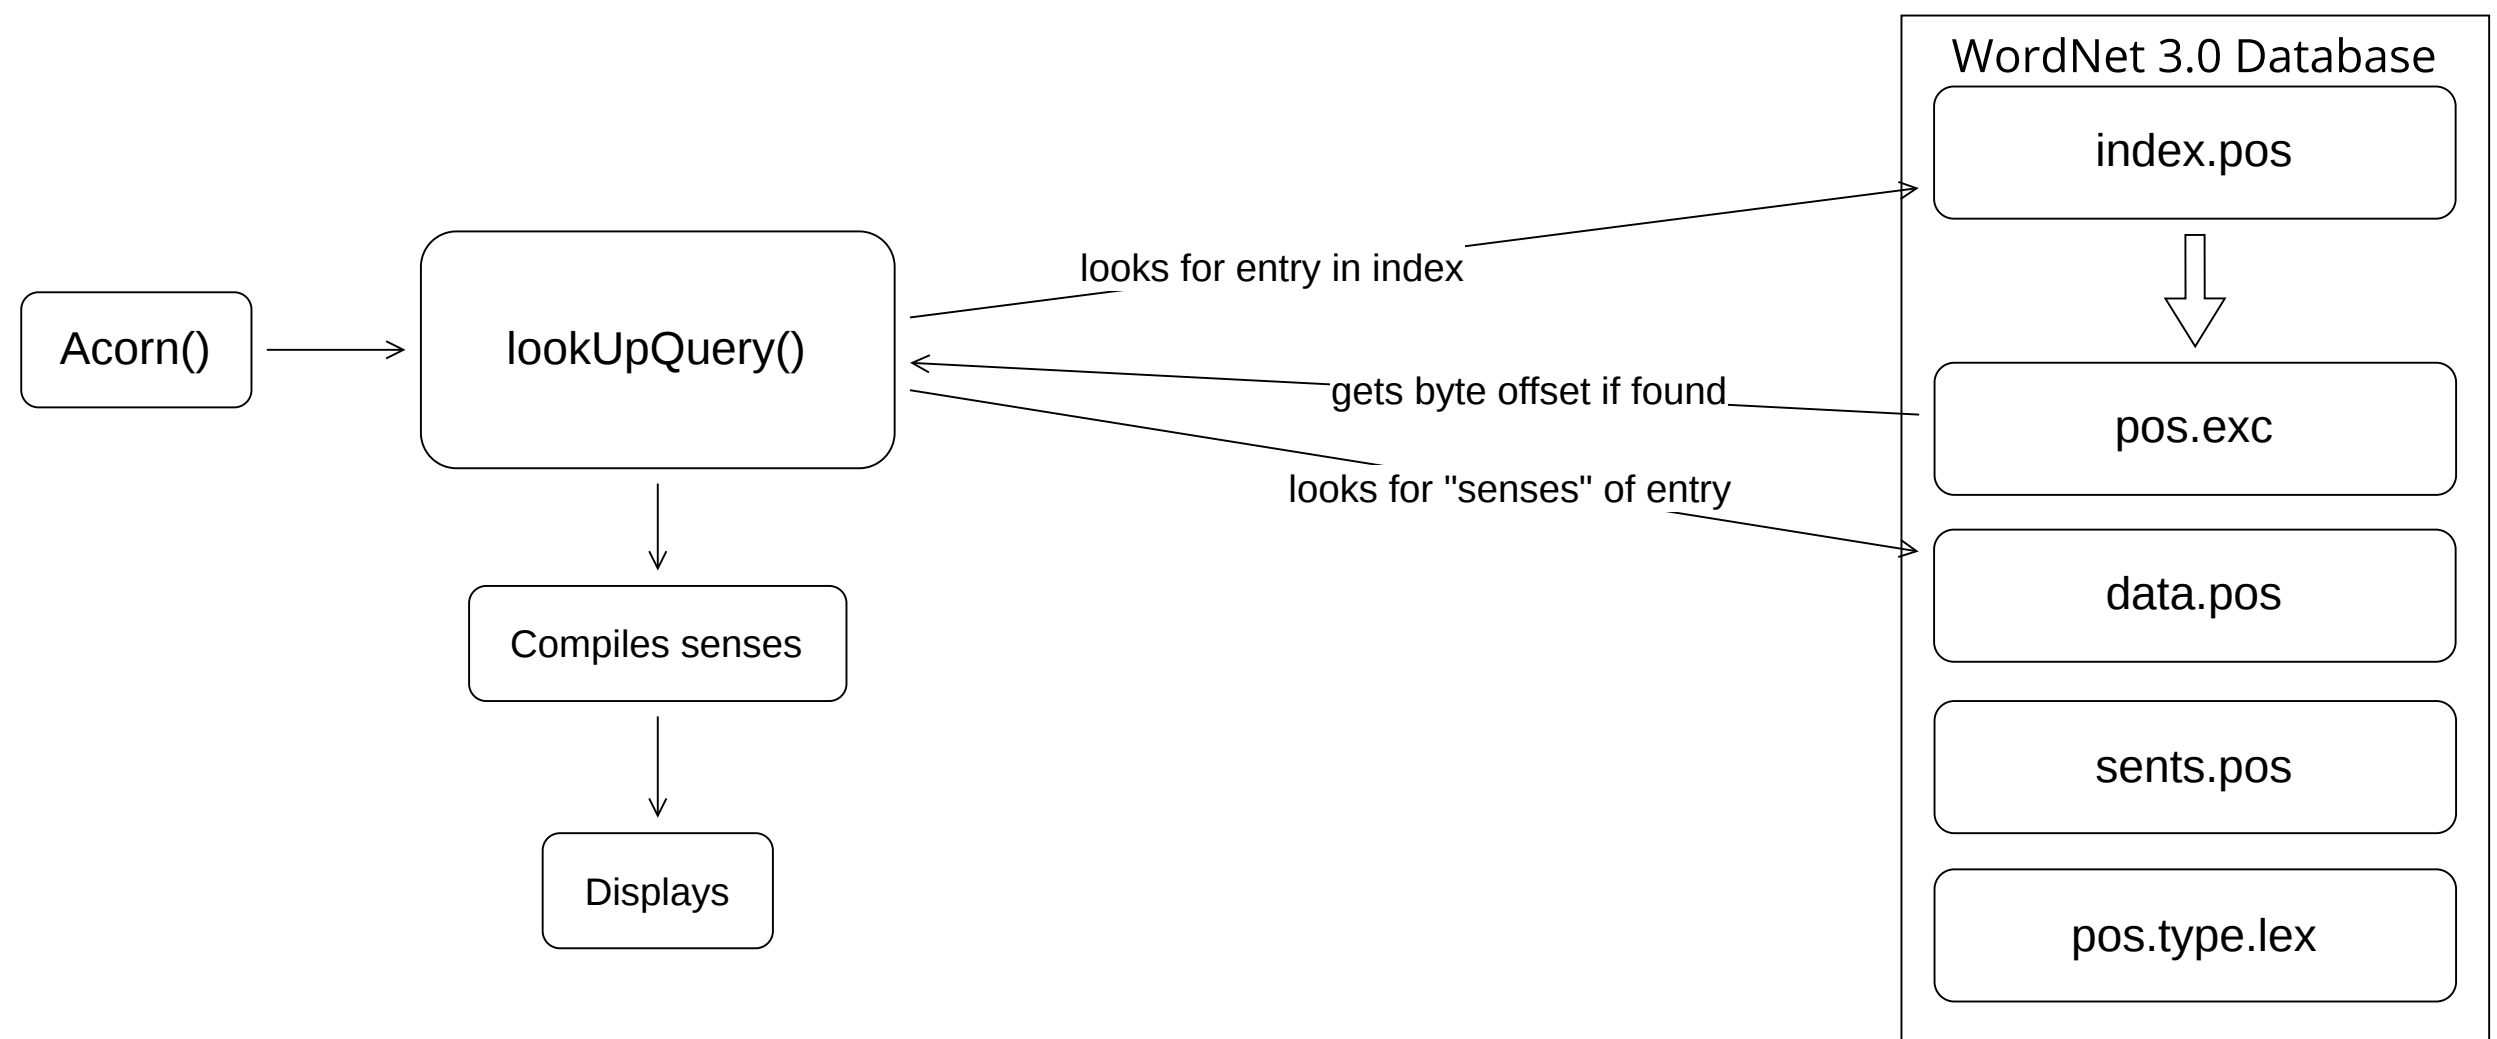 WordNet 3.0 Database
index.pos
looks for entry in index
Acorn()
lookUpQuery()
gets byte offset if found
pos.exc
looks for "senses" of entry
data.pos
Compiles senses
sents.pos
Displays
pos.type.lex